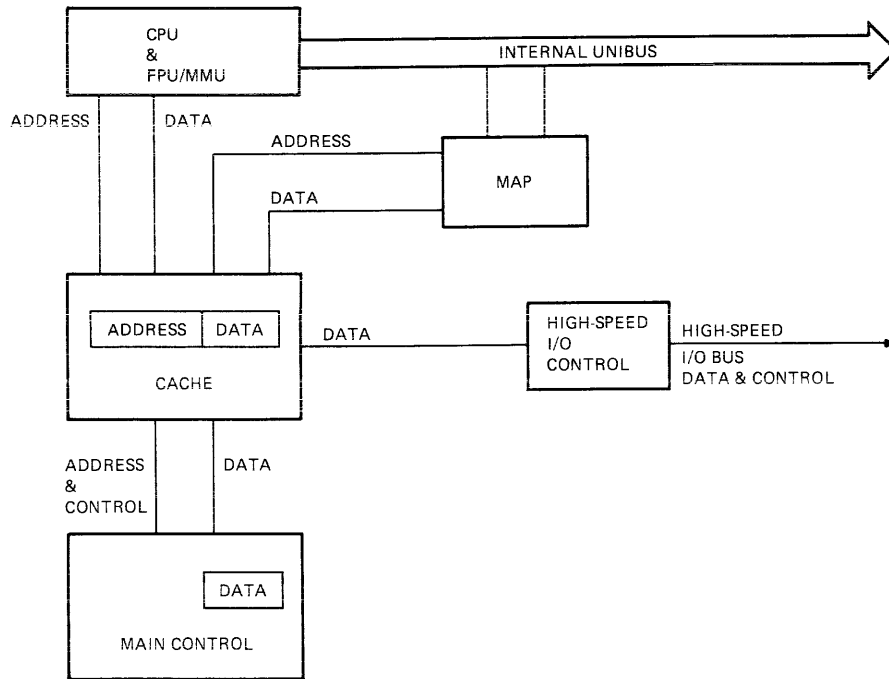 CPU
&
FPU/MMU
INTERNAL UNIBUS
ADDRESS
DATA
ADDRESS
MAP
DATA
ADDRESS
DATA
CACHE
DATA
HIGH-SPEED
I/O
CONTROL
HIGH-SPEED
I/O BUS
DATA & CONTROL
ADDRESS
&
CONTROL
DATA
DATA
MAIN CONTROL